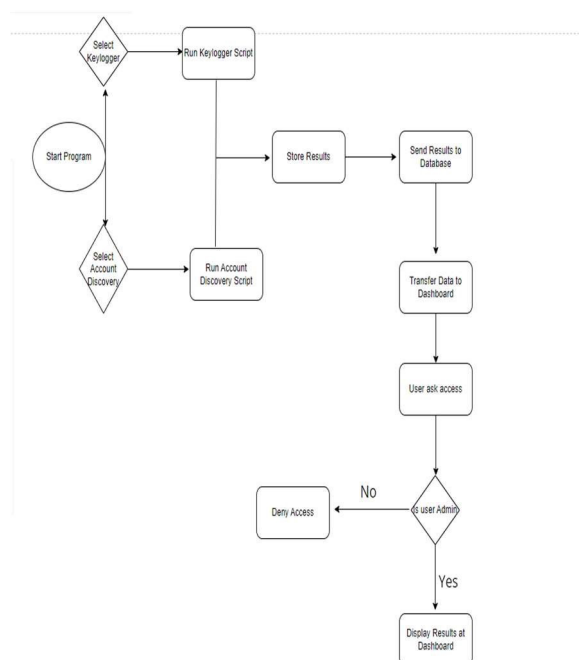 Select
Keylogger
Run Keylogger Script
Start Program
Store Results
Send Results to
Database
Select
Account
Discovery
Run Account
Discovery Script
Transfer Data to
Dashboard
User ask access
No
Deny Access
Is user Admin
Yes
Display Results at
Dashboard